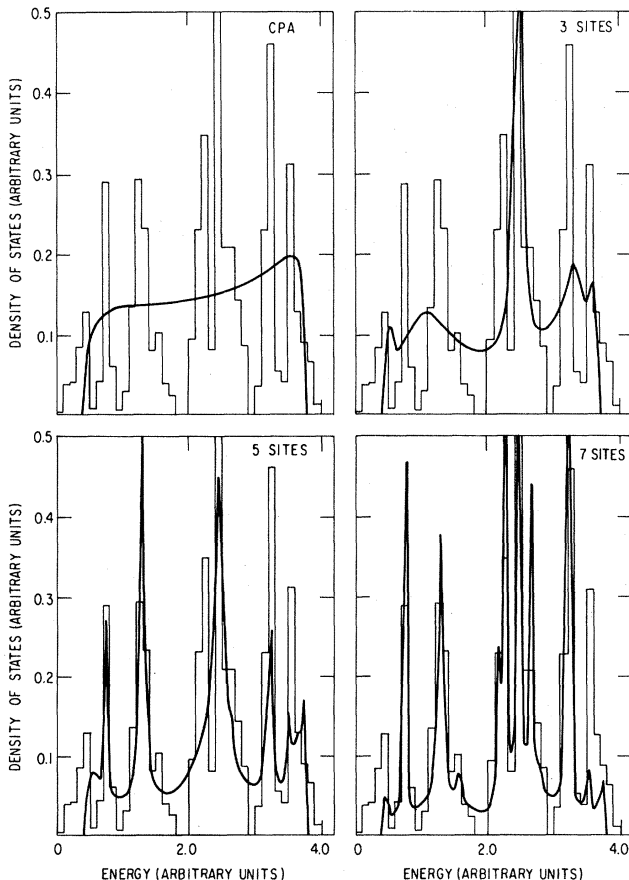 CPA
3 SITES
0.5
0.4
0.3
0.2
0.1
DENSITY OF STATES (ARBITRARY UNITS)
5 SITES
7 SITES
0.5
0.4
0.3
0.2
0.1
DENSITY OF STATES (ARBITRARY UNITS)
0 2.0 4.0
0 2.0 4.0
ENERGY (ARBITRARY UNITS)
ENERGY (ARBITRARY UNITS)